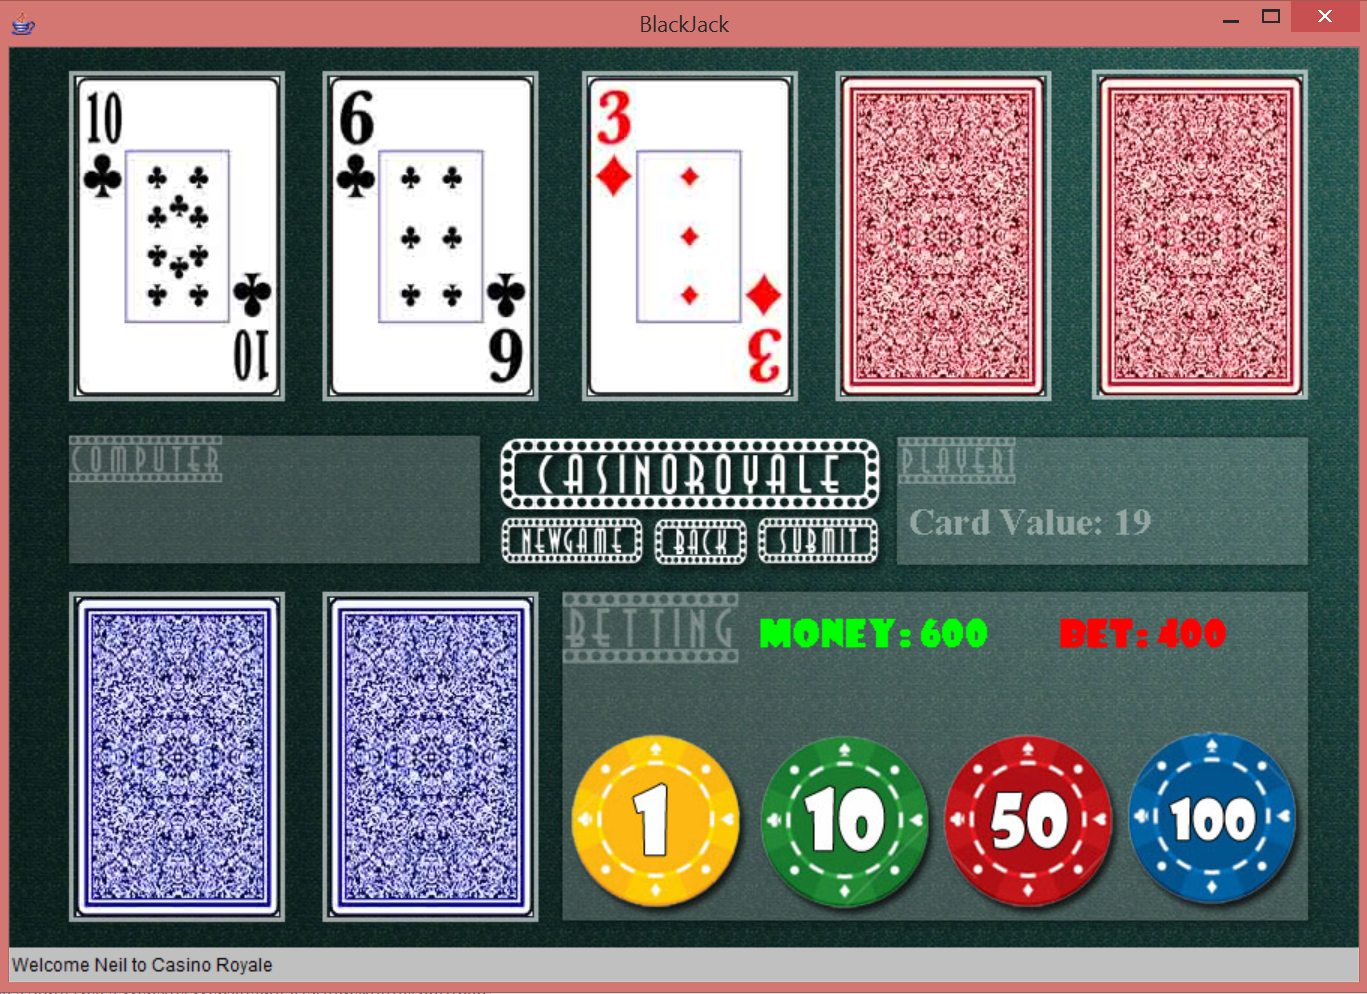 BlackJack
10
6
3
10
6
3
COMPUTER
CASINOROYALE
PLAYER1
NEWGAME
BACK
SUBMIT
Card Value: 19
BETTING
MONEY: 600
BET: 400
1
10
50
100
Welcome Neil to Casino Royale